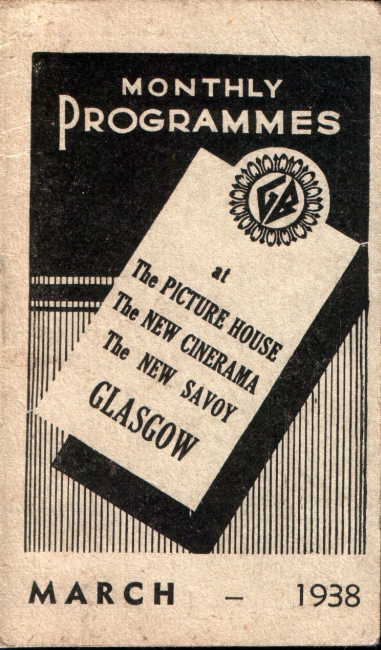 MONTHLY
PROGRAMMES
GB
at
The PICTURE HOUSE
The NEW CINERAMA
The NEW SAVOY
GLASGOW
MARCH – 1938